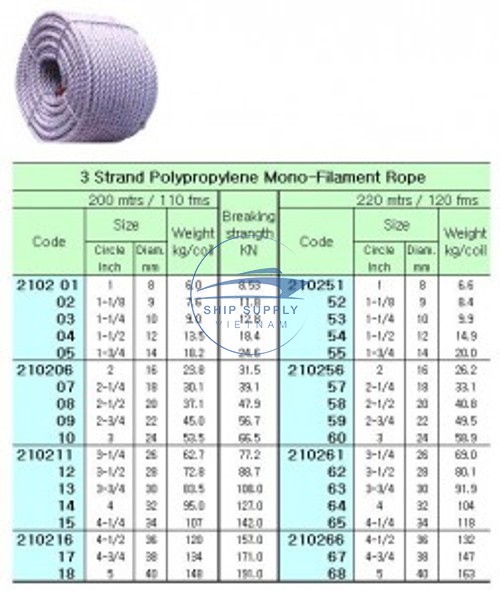 3 Strand Polypropylene Mono-Filament Rope
200 mtrs / 110 fms 220 mtrs / 120 fms
Code Size Weight kg/coil Breaking strangth KN Code Size Weight kg/coil
Circle Inch Diam. mm Circle Inch Diam. mm
2102 01 1 8 6.0 8.53 210251 1 8 6.6
02 1-1/8 9 7.6 11.8 52 1-1/8 9 8.4
03 1-1/4 10 9.0 12.8 53 1-1/4 10 9.9
04 1-1/2 12 13.5 18.4 54 1-1/2 12 14.9
05 1-3/4 14 18.2 24.6 55 1-3/4 14 20.0
210206 2 16 23.8 31.5 210256 2 16 26.2
07 2-1/4 18 30.1 39.1 57 2-1/4 18 33.1
08 2-1/2 20 37.1 47.9 58 2-1/2 20 40.8
09 2-3/4 22 45.0 56.7 59 2-3/4 22 49.5
10 3 24 53.5 66.5 60 3 24 58.9
210211 3-1/4 26 62.7 77.2 210261 3-1/4 26 69.0
12 3-1/2 28 72.8 88.7 62 3-1/2 28 80.1
13 3-3/4 30 83.5 108.0 63 3-3/4 30 91.9
14 4 32 95.0 127.0 64 4 32 104
15 4-1/4 34 107 142.0 65 4-1/4 34 118
210216 4-1/2 36 120 157.0 210266 4-1/2 36 132
17 4-3/4 38 134 171.0 67 4-3/4 38 147
18 5 40 148 191.0 68 5 40 163
SHIP SUPPLY
VIETNAM